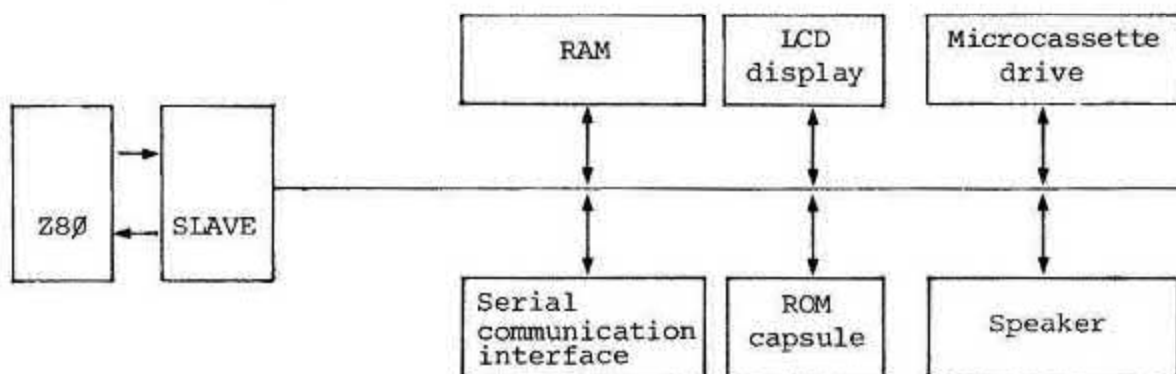 RAM
LCD
display
Microcassette
drive
Z8Ø
SLAVE
Serial
communication
interface
ROM
capsule
Speaker